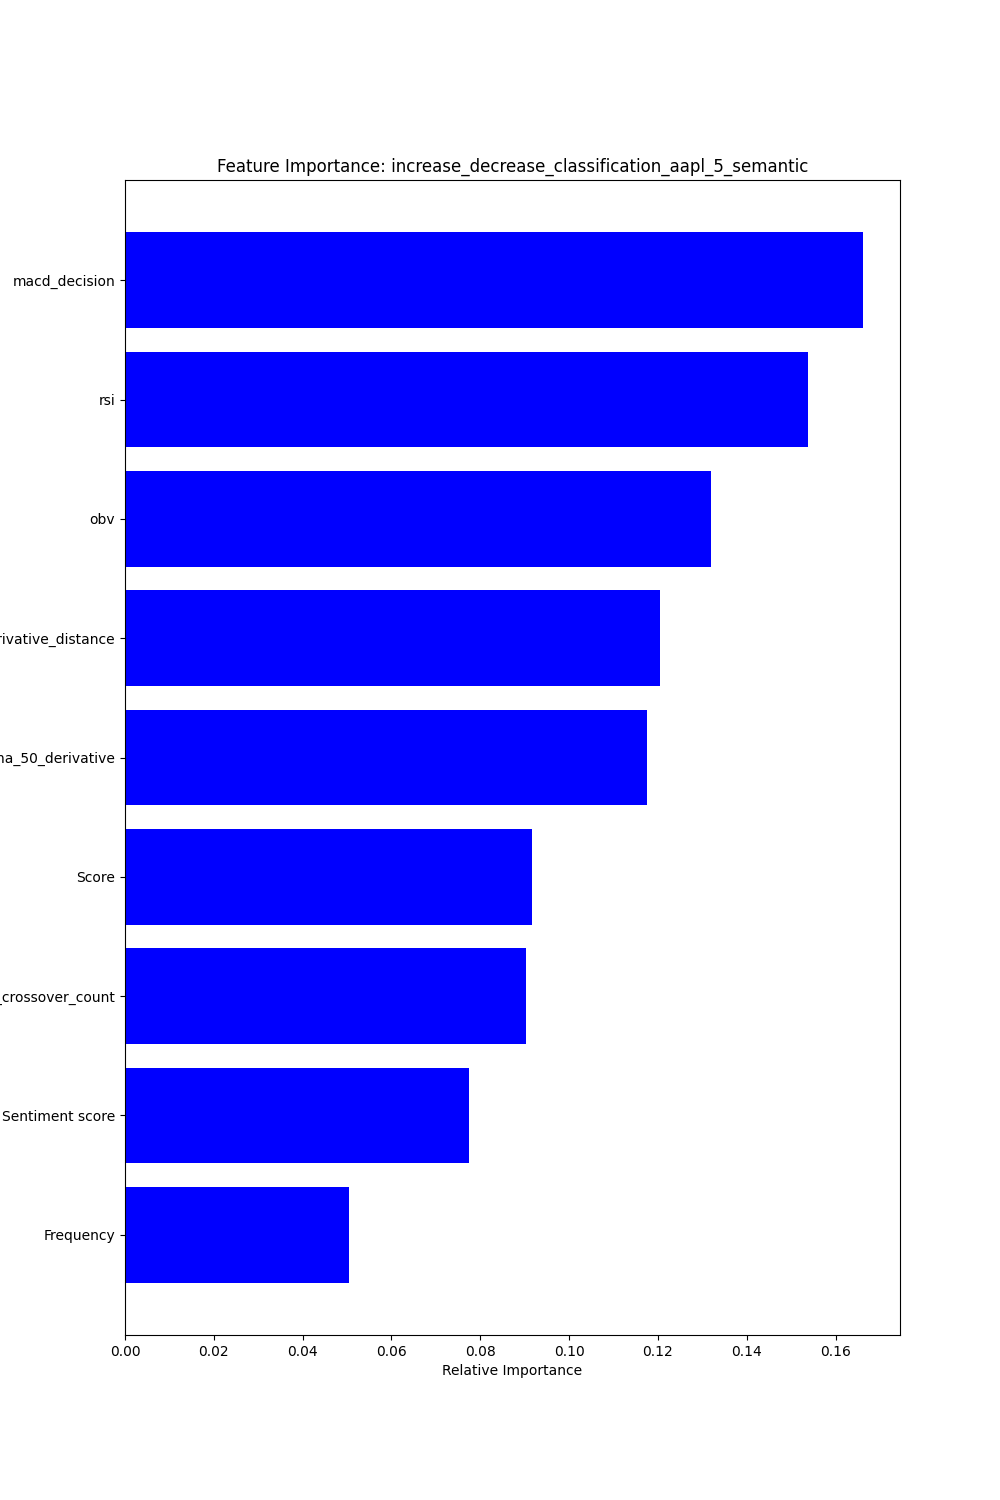 Feature Importance: increase_decrease_classification_aapl_5_semantic
macd_decision
rsi
obv
rivative_distance
na_50_derivative
Score
_crossover_count
Sentiment score
Frequency
0.00 0.02 0.04 0.06 0.08 0.10 0.12 0.14 0.16
Relative Importance